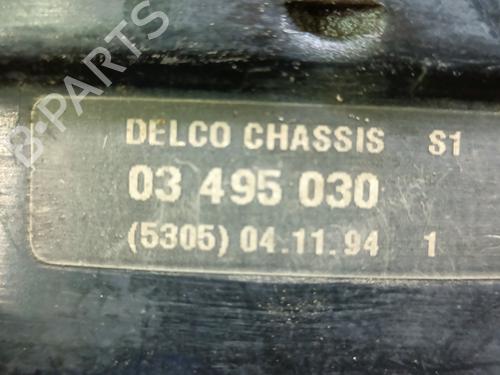 B-PARTS
DELCO CHASSIS S1
03 495 030
(5305) 04.11.94 1